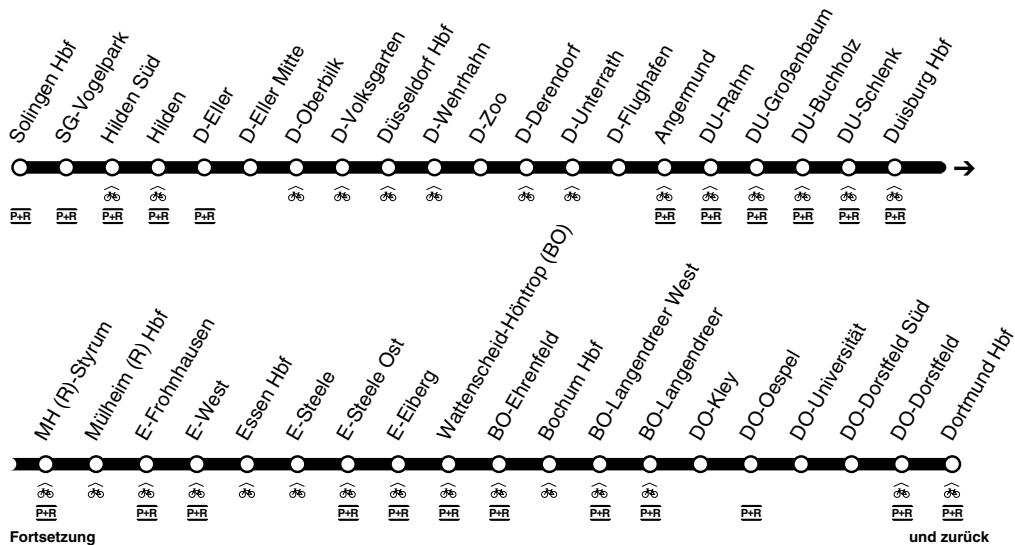 Solingen Hbf
SG-Vogelpark
Hilden Süd
Hilden
D-Eller
D-Eller Mitte
D-Oberbilk
D-Volksgarten
Düsseldorf Hbf
D-Wehrhahn
D-Zoo
D-Derendorf
D-Unterrath
D-Flughafen
Angermund
DU-Rahm
DU-Großenbaum
DU-Buchholz
DU-Schlenk
Duisburg Hbf
P+R P+R P+R P+R P+R P+R P+R P+R P+R P+R P+R
MH (R)-Styrum
Mülheim (R) Hbf
E-Frohnhausen
E-West
Essen Hbf
E-Steele
E-Steele Ost
E-Eiberg
Wattenscheid-Höntrop (BO)
BO-Ehrenfeld
Bochum Hbf
BO-Langendreer West
BO-Langendreer
DO-Kley
DO-Oespel
DO-Universität
DO-Dorstfeld Süd
DO-Dorstfeld
Dortmund Hbf
P+R P+R P+R P+R P+R P+R P+R P+R P+R P+R P+R P+R
Fortsetzung und zurück